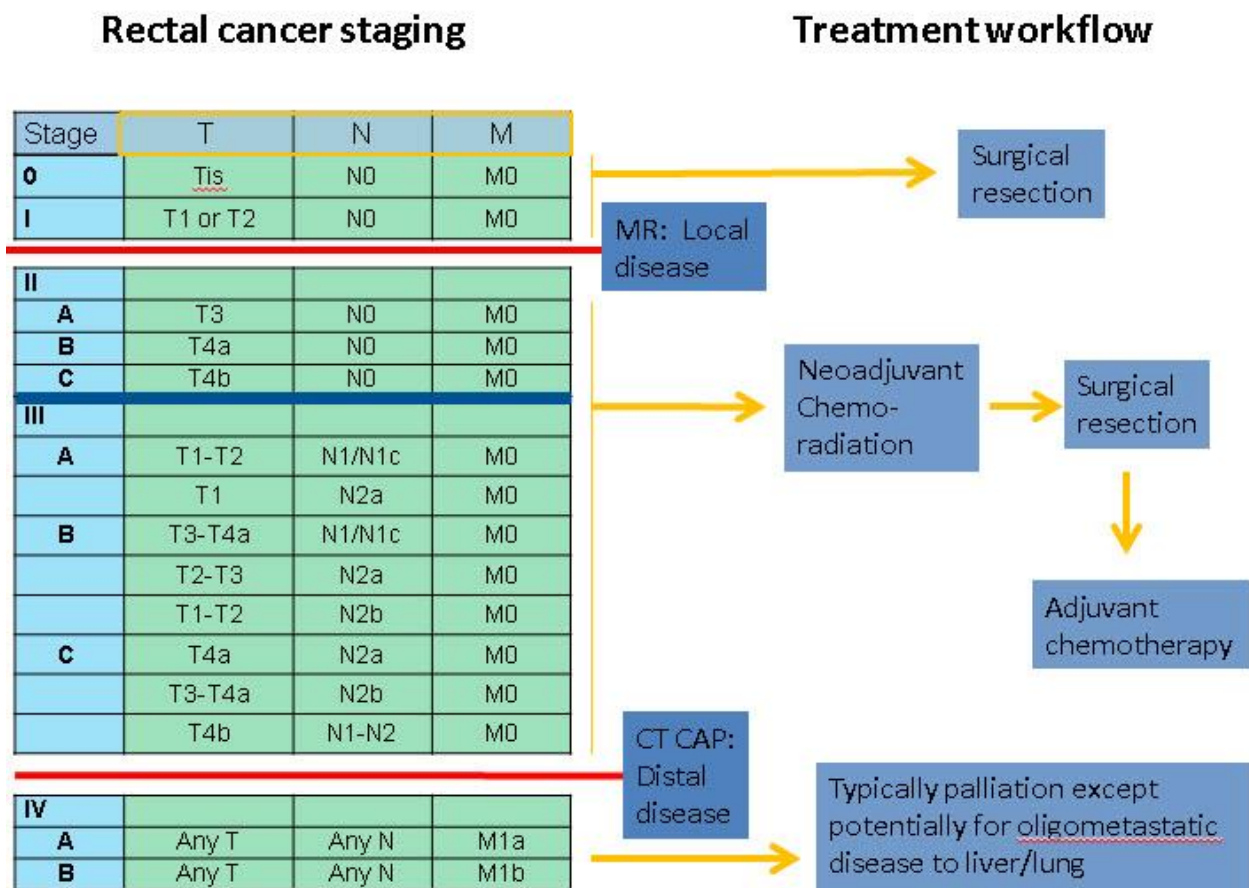 Rectal cancer staging
Treatment workflow
Stage T N M
0 Tis N0 M0
I T1 or T2 N0 M0
II
A T3 N0 M0
B T4a N0 M0
C T4b N0 M0
III
A T1-T2 N1/N1c M0
T1 N2a M0
B T3-T4a N1/N1c M0
T2-T3 N2a M0
T1-T2 N2b M0
C T4a N2a M0
T3-T4a N2b M0
T4b N1-N2 M0
IV
A Any T Any N M1a
B Any T Any N M1b
Surgical
resection
MR: Local
disease
Neoadjuvant
Chemo-
radiation
Surgical
resection
Adjuvant
chemotherapy
CT CAP:
Distal
disease
Typically palliation except
potentially for oligometastatic
disease to liver/lung